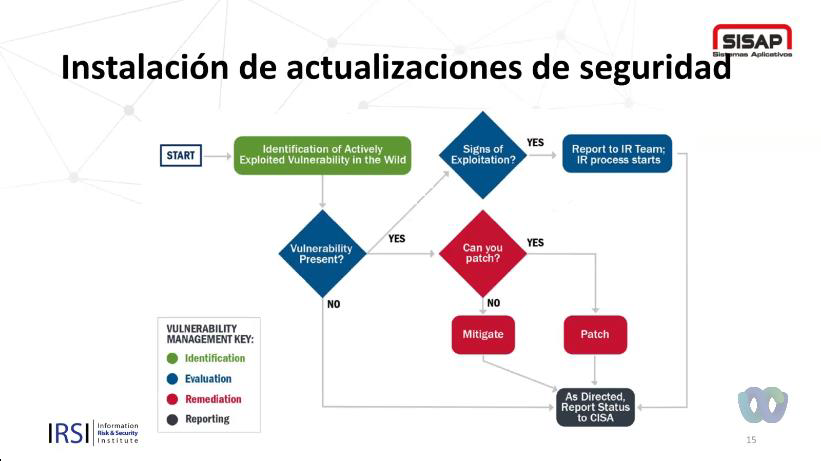 SISAP
Sistemas Aplicativos
Instalación de actualizaciones de seguridad
START
Identification of Actively
Exploited Vulnerability in the Wild
Signs of
Exploitation?
YES
Report to IR Team;
IR process starts
Vulnerability
Present?
YES
Can you
patch?
YES
NO
NO
Mitigate
Patch
VULNERABILITY
MANAGEMENT KEY:
Identification
Evaluation
Remediation
Reporting
As Directed,
Report Status
to CISA
IRSI
Information
Risk & Security
Institute
15